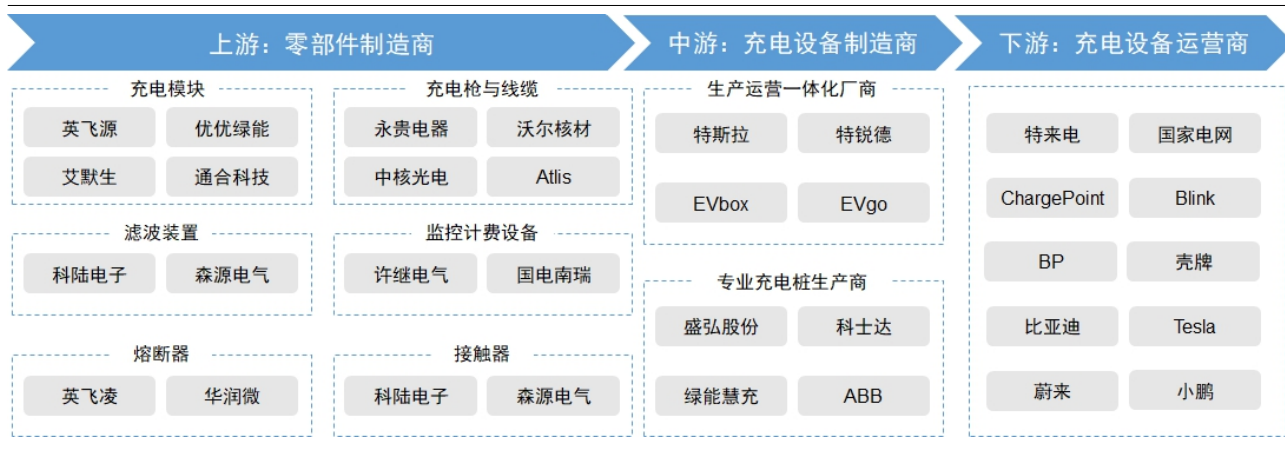 上游：零部件制造商
中游：充电设备制造商
下游：充电设备运营商
充电模块
英飞源 优优绿能
艾默生 通合科技
充电枪与线缆
永贵电器 沃尔核材
中核光电 Atlis
滤波装置
科陆电子 森源电气
监控计费设备
许继电气 国电南瑞
熔断器
英飞凌 华润微
接触器
科陆电子 森源电气
生产运营一体化厂商
特斯拉 特锐德
EVbox EVgo
专业充电桩生产商
盛弘股份 科士达
绿能慧充 ABB
特来电 国家电网
ChargePoint Blink
BP 壳牌
比亚迪 Tesla
蔚来 小鹏